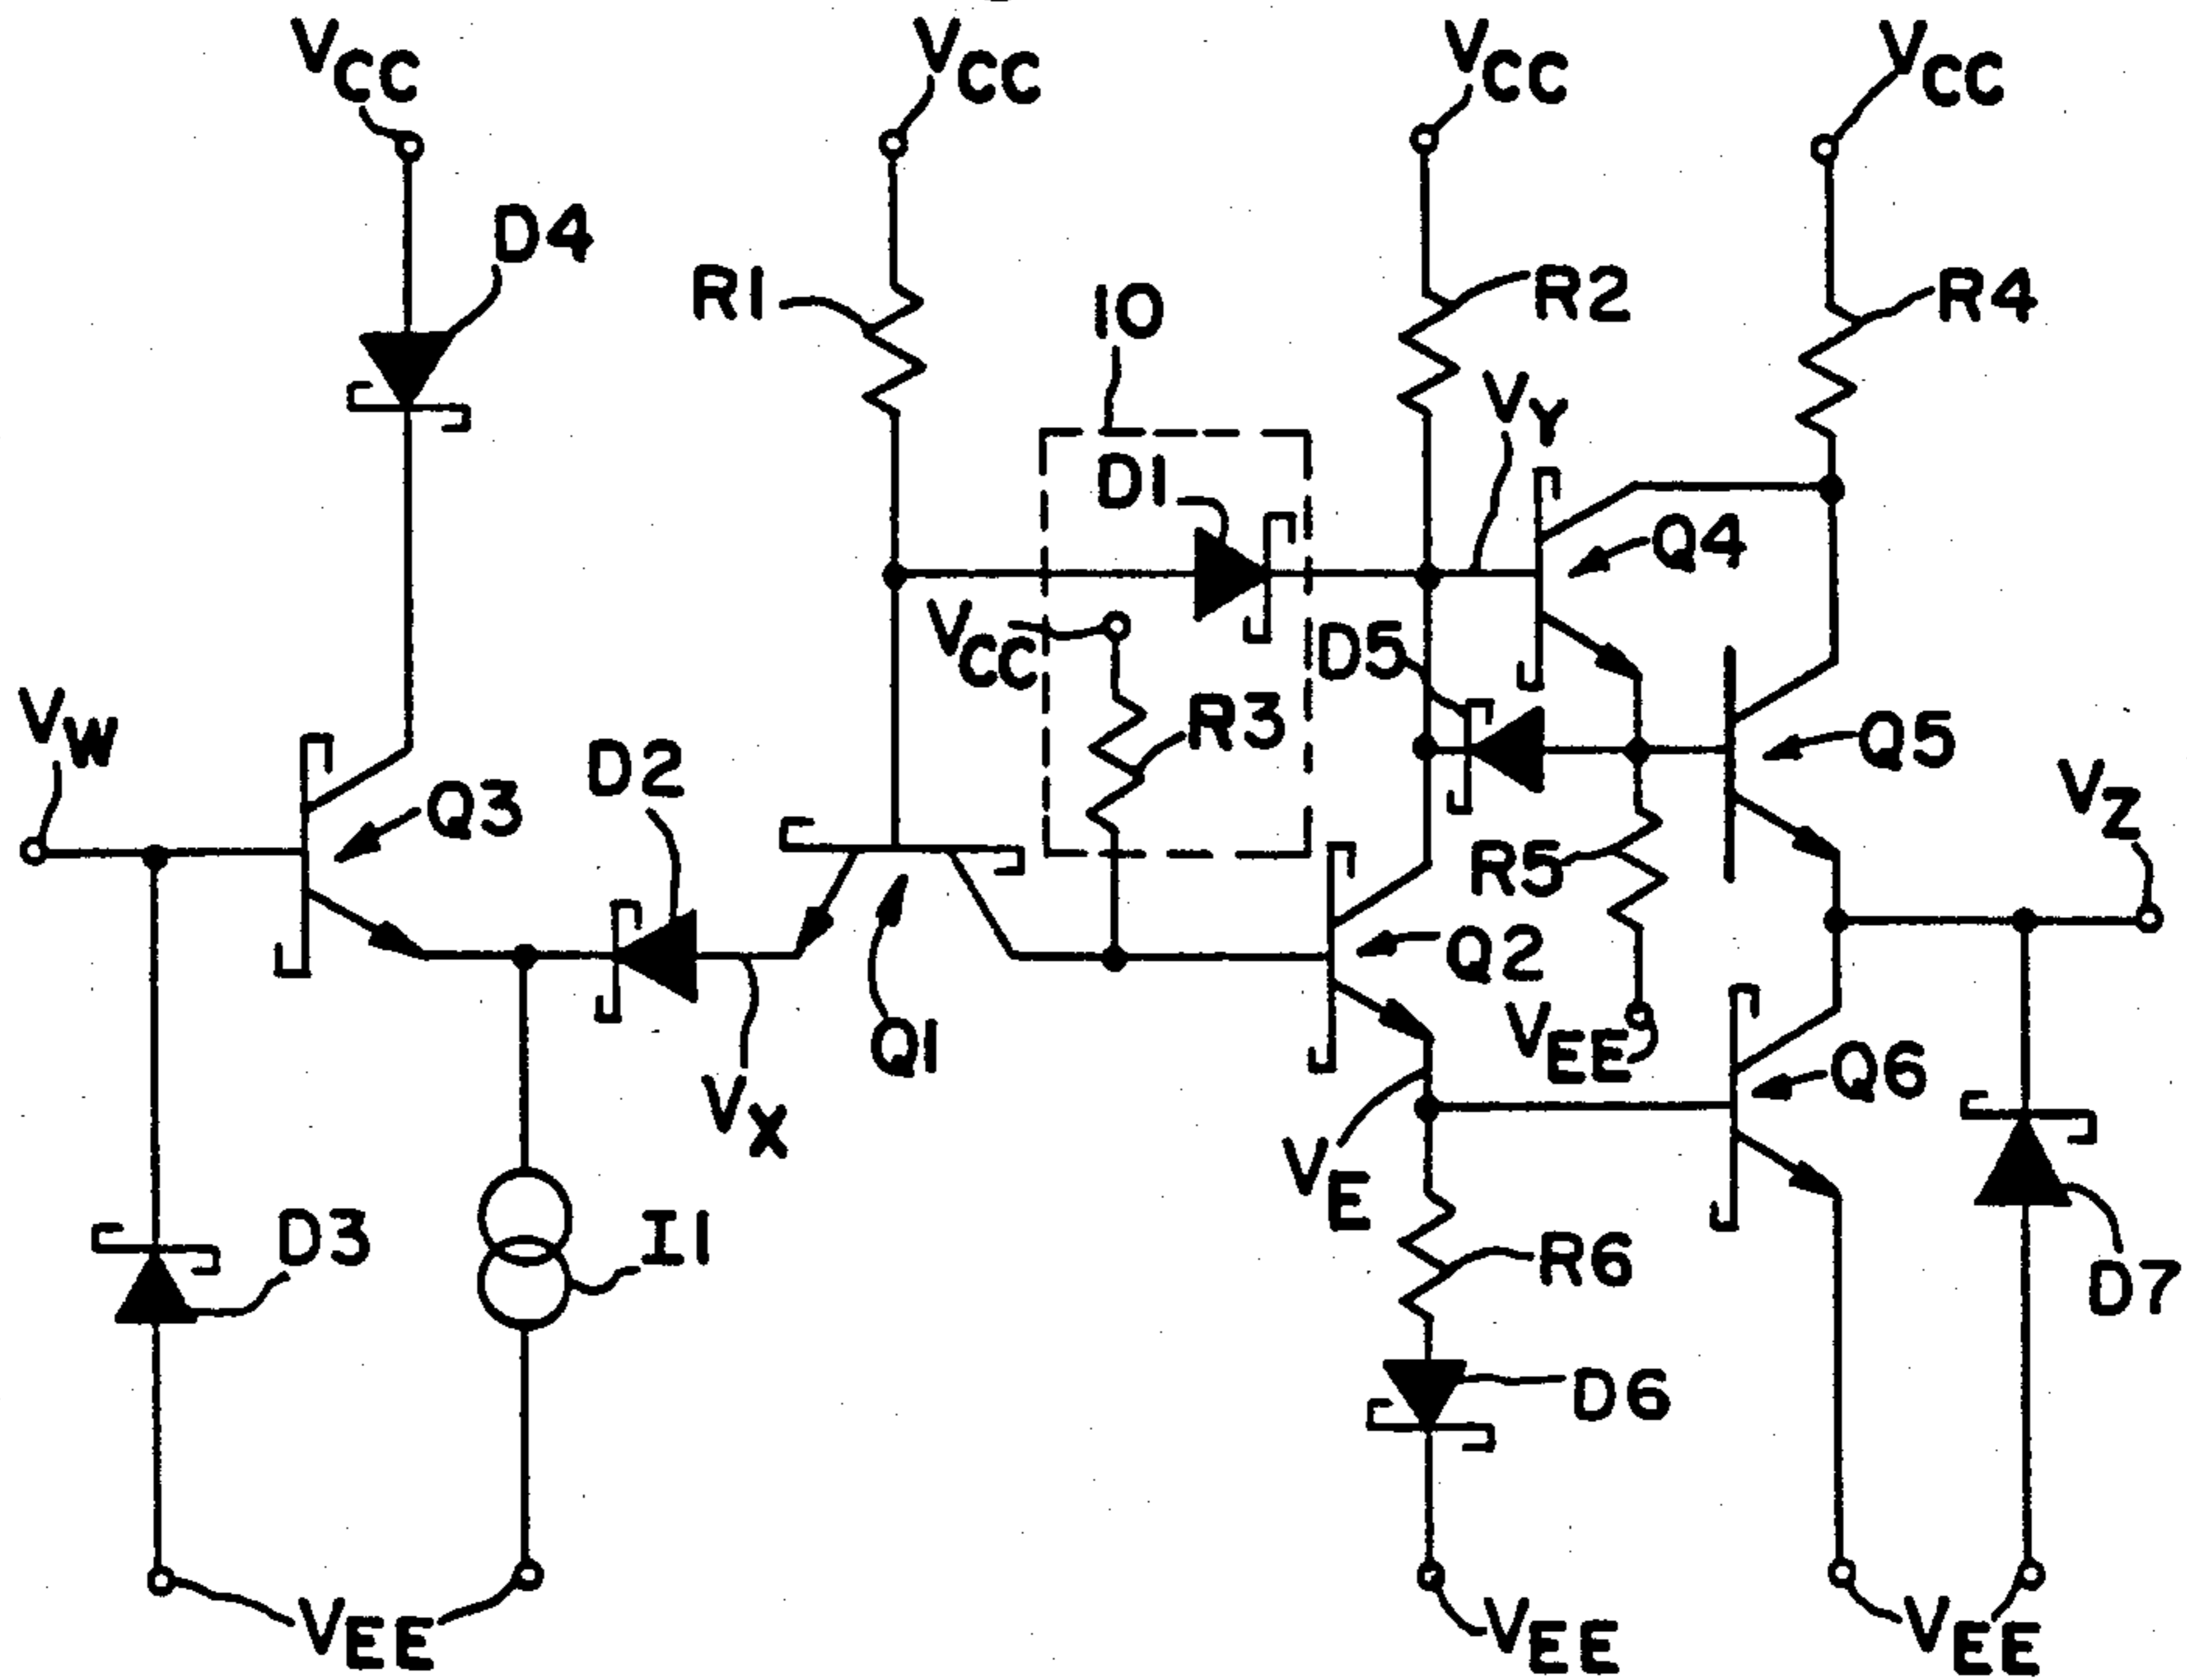 VCC VCC VCC VCC
D4
R1 10 R2 R4
VY
D1
Q4
VCC D5
VW D2 R3 Q5
Q3 VZ
R5
Q2
Q1 VEE
VX Q6
VE
D3 I1 R6
D7
D6
VEE VEE VEE